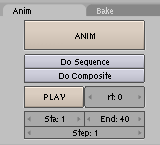 Anim Bake
ANIM
Do Sequence
Do Composite
PLAY rt: 0
Sta: 1 End: 40
Step: 1